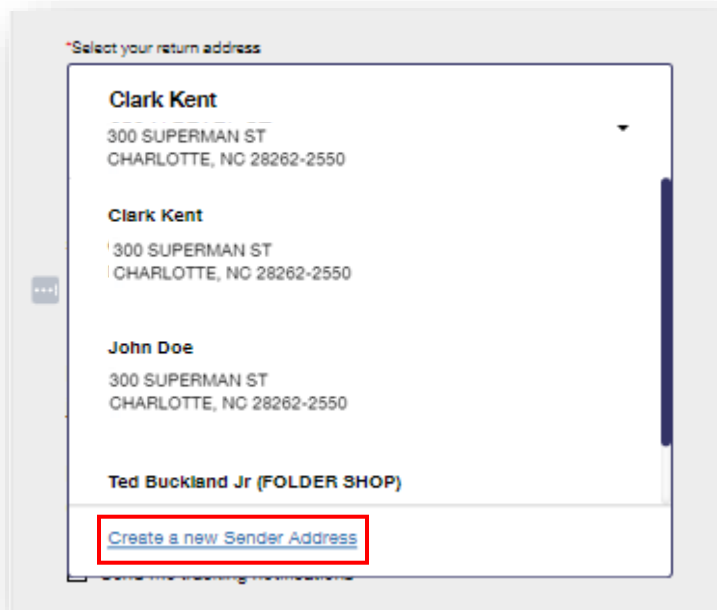 *Select your return address
Clark Kent
300 SUPERMAN ST
CHARLOTTE, NC 28262-2550
Clark Kent
300 SUPERMAN ST
CHARLOTTE, NC 28262-2550
John Doe
300 SUPERMAN ST
CHARLOTTE, NC 28262-2550
Ted Buckland Jr (FOLDER SHOP)
Create a new Sender Address